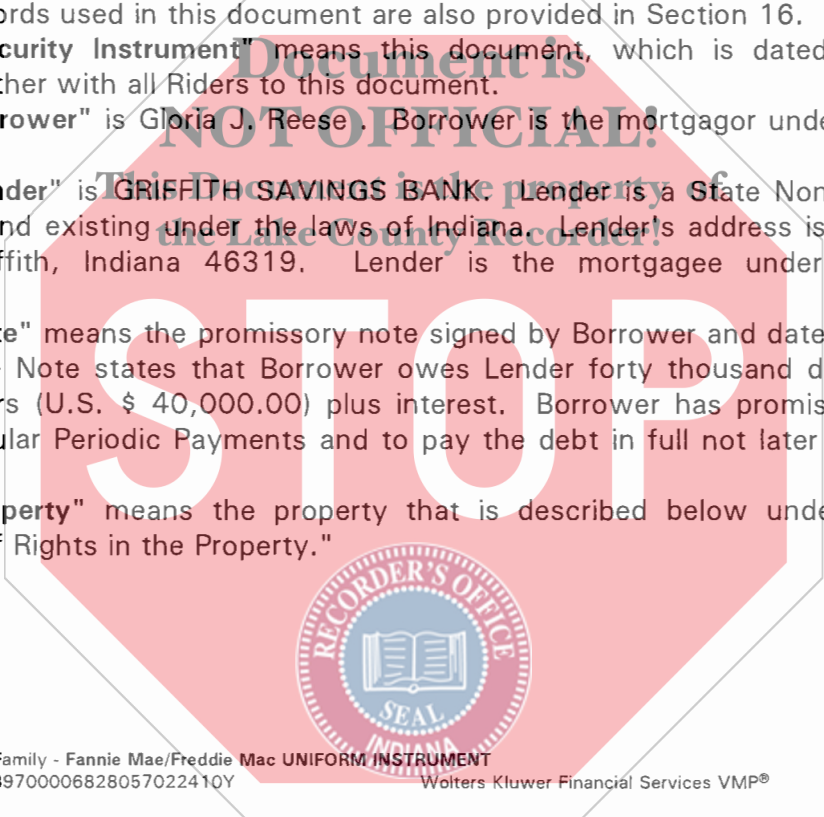 ords used in this document are also provided in Section 16.
curity Instrument" means this document, which is dated
ther with all Riders to this document.
rower" is Gloria J. Reese . Borrower is the mortgagor unde
nder" is GRIFFITH SAVINGS BANK. Lender is a State Non
nd existing under the laws of Indiana. Lender's address is
ffith, Indiana 46319. Lender is the mortgagee under
te" means the promissory note signed by Borrower and date
Note states that Borrower owes Lender forty thousand d
rs (U.S. $ 40,000.00) plus interest. Borrower has promis
ular Periodic Payments and to pay the debt in full not later
perty" means the property that is described below unde
f Rights in the Property."
Document is
NOT OFFICIAL!
This Document is the property of
the Lake County Recorder!
STOP
RECORDER'S OFFICE
SEAL
INDIANA
Family - Fannie Mae/Freddie Mac UNIFORM INSTRUMENT
39700006828057022410Y Wolters Kluwer Financial Services VMP®